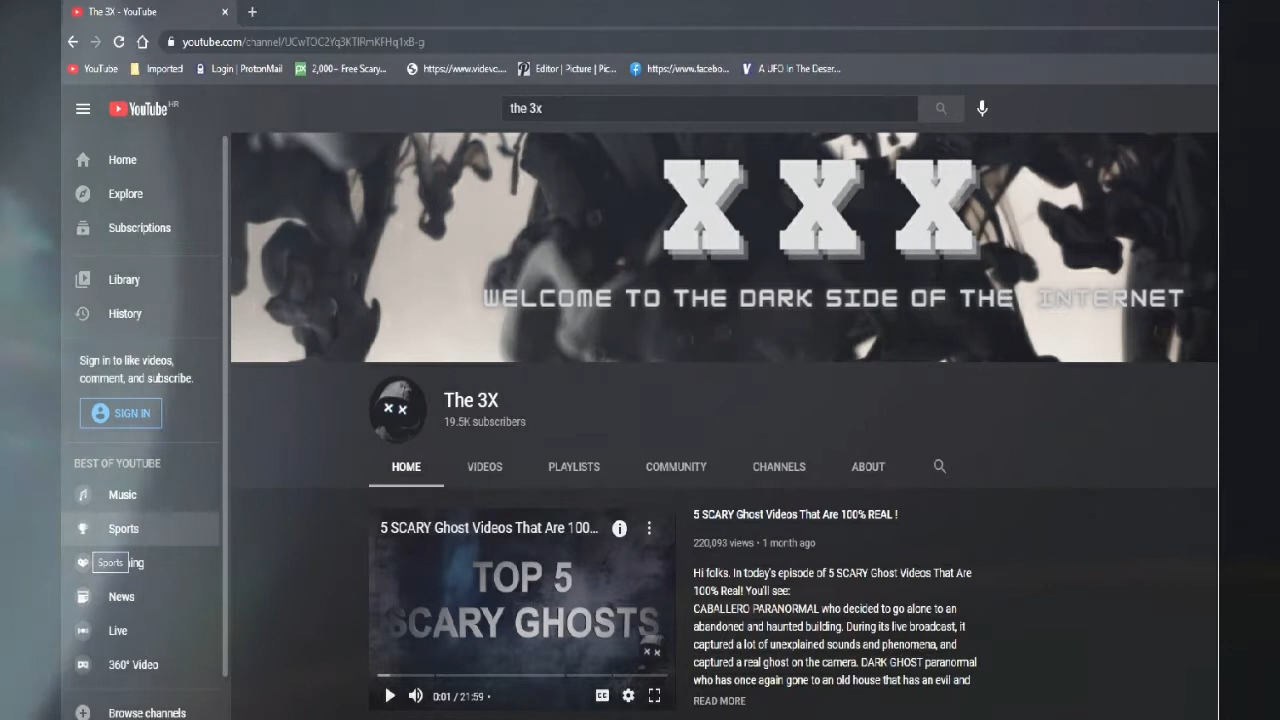 The 3X - YouTube
youtube.com/channel/UCwTOC2Yq3KTlRmKFHq1xB-g
YouTube Imported Login | ProtonMail 2,000+ Free Scary... https://www.videvc.... Editor | Picture | Pic... https://www.facebo... A UFO In The Deser...
YouTube HR
the 3x
Home
Explore
Subscriptions
Library
History
Sign in to like videos,
comment, and subscribe.
SIGN IN
BEST OF YOUTUBE
Music
Sports
Sports
News
Live
360° Video
Browse channels
XXX
WELCOME TO THE DARK SIDE OF THE INTERNET
The 3X
19.5K subscribers
HOME VIDEOS PLAYLISTS COMMUNITY CHANNELS ABOUT
5 SCARY Ghost Videos That Are 100...
TOP 5
SCARY GHOSTS
0:01 / 21:59
5 SCARY Ghost Videos That Are 100% REAL !
220,093 views • 1 month ago
Hi folks. In today's episode of 5 SCARY Ghost Videos That Are
100% Real! You'll see:
CABALLERO PARANORMAL who decided to go alone to an
abandoned and haunted building. During its live broadcast, it
captured a lot of unexplained sounds and phenomena, and
captured a real ghost on the camera. DARK GHOST paranormal
who has once again gone to an old house that has an evil and
READ MORE